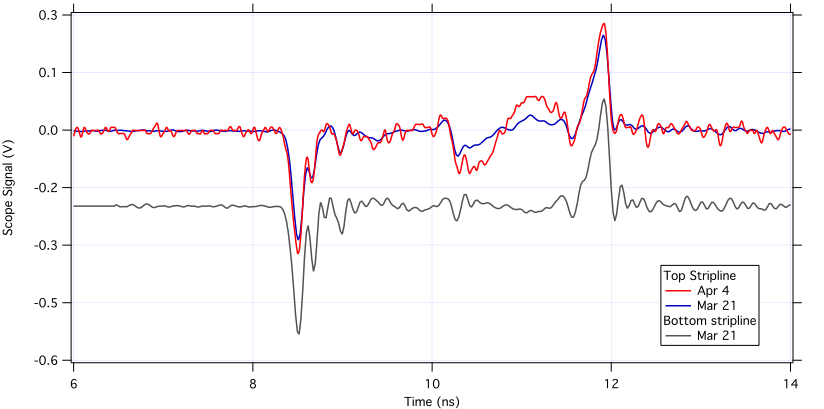 0.3
0.1
0.0
-0.2
-0.3
-0.5
-0.6
Scope Signal (V)
6
8
10
12
14
Time (ns)
Top Stripline
Apr 4
Mar 21
Bottom stripline
Mar 21